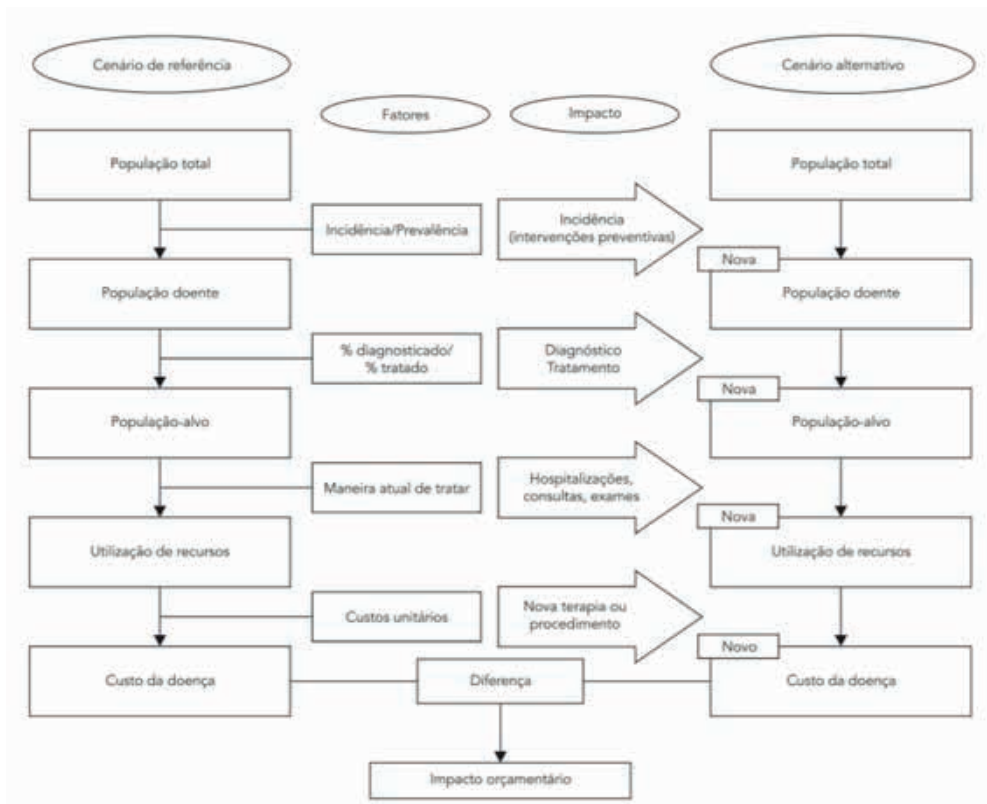 Cenário de referência
Cenário alternativo
Fatores
Impacto
População total
População total
Incidência/Prevalência
Incidência
(intervenções preventivas)
Nova
População doente
População doente
% diagnosticado/
% tratado
Diagnóstico
Tratamento
Nova
População-alvo
População-alvo
Maneira atual de tratar
Hospitalizações,
consultas, exames
Nova
Utilização de recursos
Utilização de recursos
Custos unitários
Nova terapia ou
procedimento
Novo
Custo da doença
Diferença
Custo da doença
Impacto orçamentário